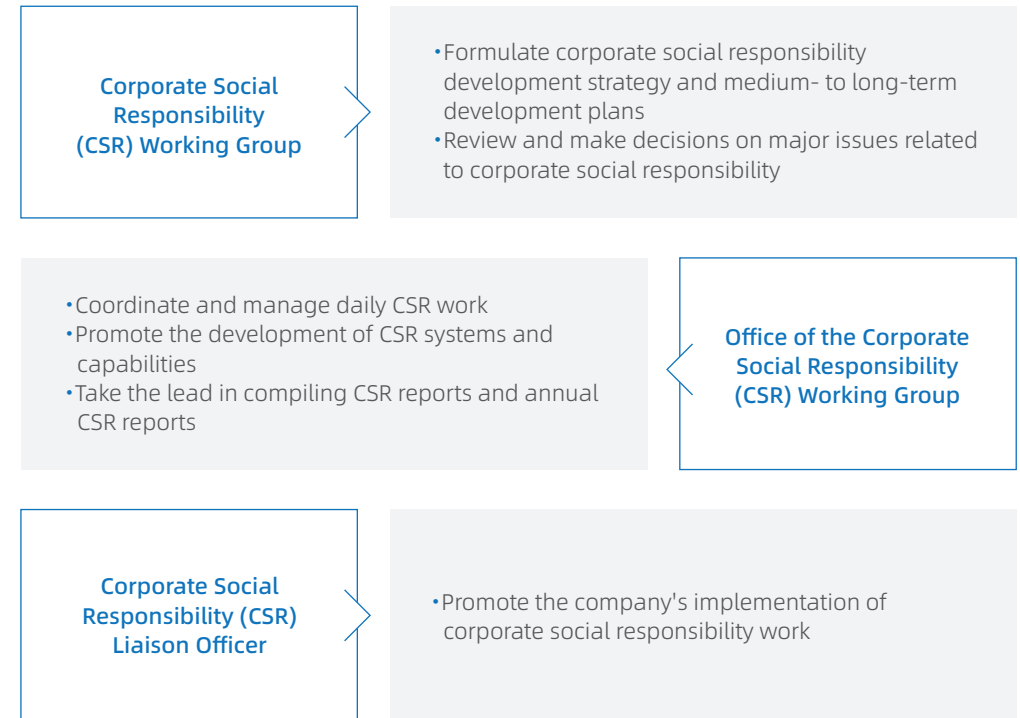 Corporate Social
Responsibility
(CSR) Working Group
•Formulate corporate social responsibility
development strategy and medium- to long-term
development plans
•Review and make decisions on major issues related
to corporate social responsibility
•Coordinate and manage daily CSR work
•Promote the development of CSR systems and
capabilities
•Take the lead in compiling CSR reports and annual
CSR reports
Office of the Corporate
Social Responsibility
(CSR) Working Group
Corporate Social
Responsibility (CSR)
Liaison Officer
•Promote the company's implementation of
corporate social responsibility work